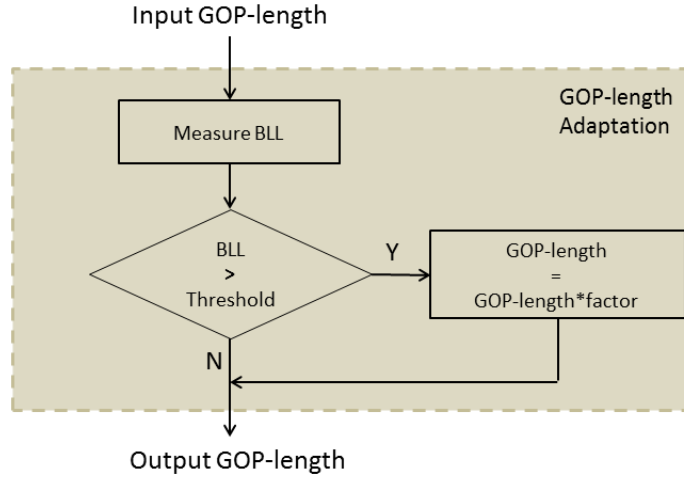 Input GOP-length
GOP-length
Adaptation
Measure BLL
BLL
>
Threshold
Y
GOP-length
=
GOP-length*factor
N
Output GOP-length